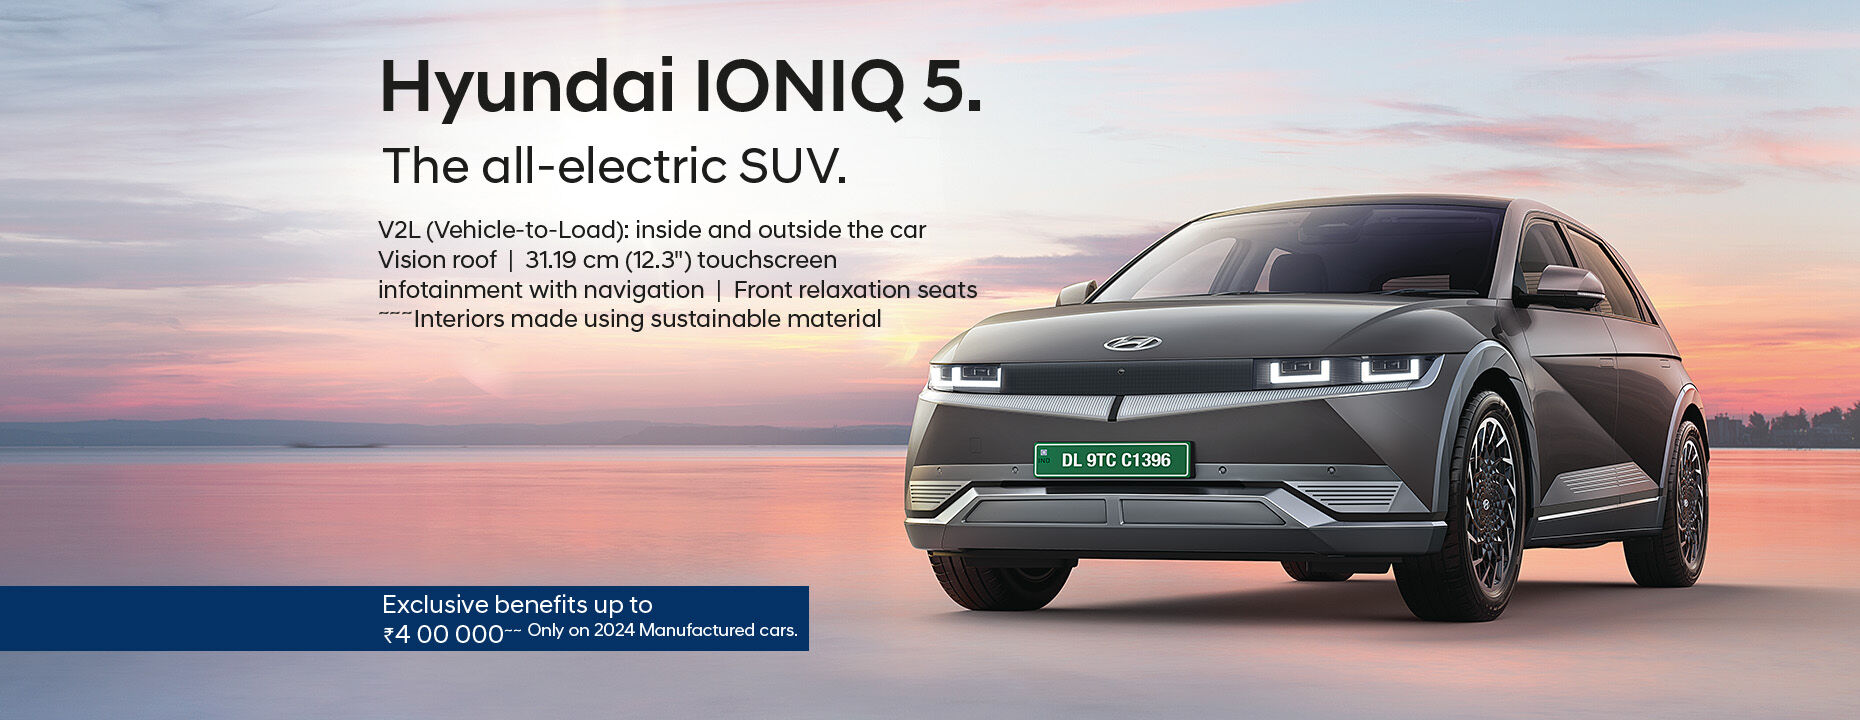 Hyundai IONIQ 5.
The all-electric SUV.
V2L (Vehicle-to-Load): inside and outside the car
Vision roof | 31.19 cm (12.3") touchscreen
infotainment with navigation | Front relaxation seats
~~~Interiors made using sustainable material
IND DL 9TC C1396
Exclusive benefits up to
₹4 00 000~~ Only on 2024 Manufactured cars.